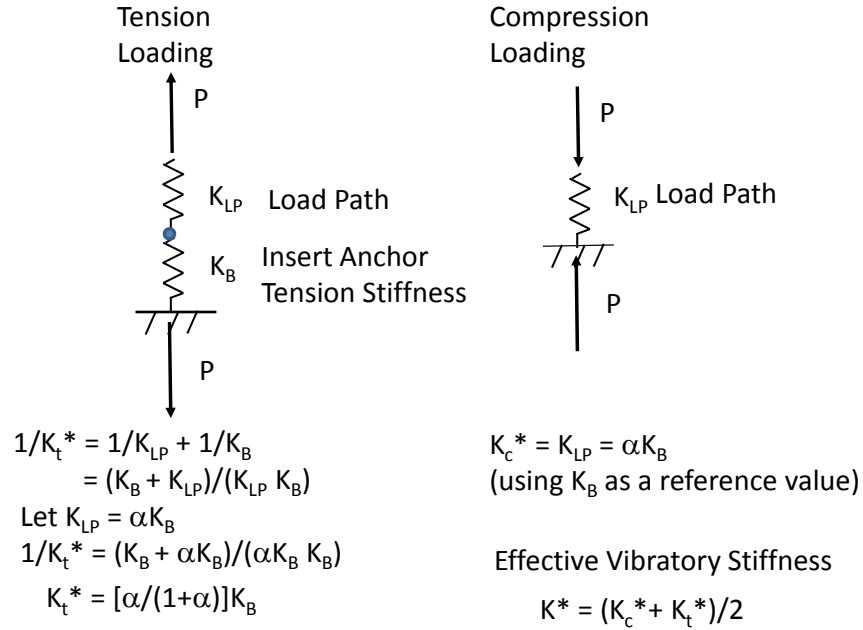 Tension
Loading
P
K_LP Load Path
K_B Insert Anchor
Tension Stiffness
P
1/K_t* = 1/K_LP + 1/K_B
= (K_B + K_LP)/(K_LP K_B)
Let K_LP = αK_B
1/K_t* = (K_B + αK_B)/(αK_B K_B)
K_t* = [α/(1+α)]K_B
Compression
Loading
P
K_LP Load Path
P
K_c* = K_LP = αK_B
(using K_B as a reference value)
Effective Vibratory Stiffness
K* = (K_c*+ K_t*)/2